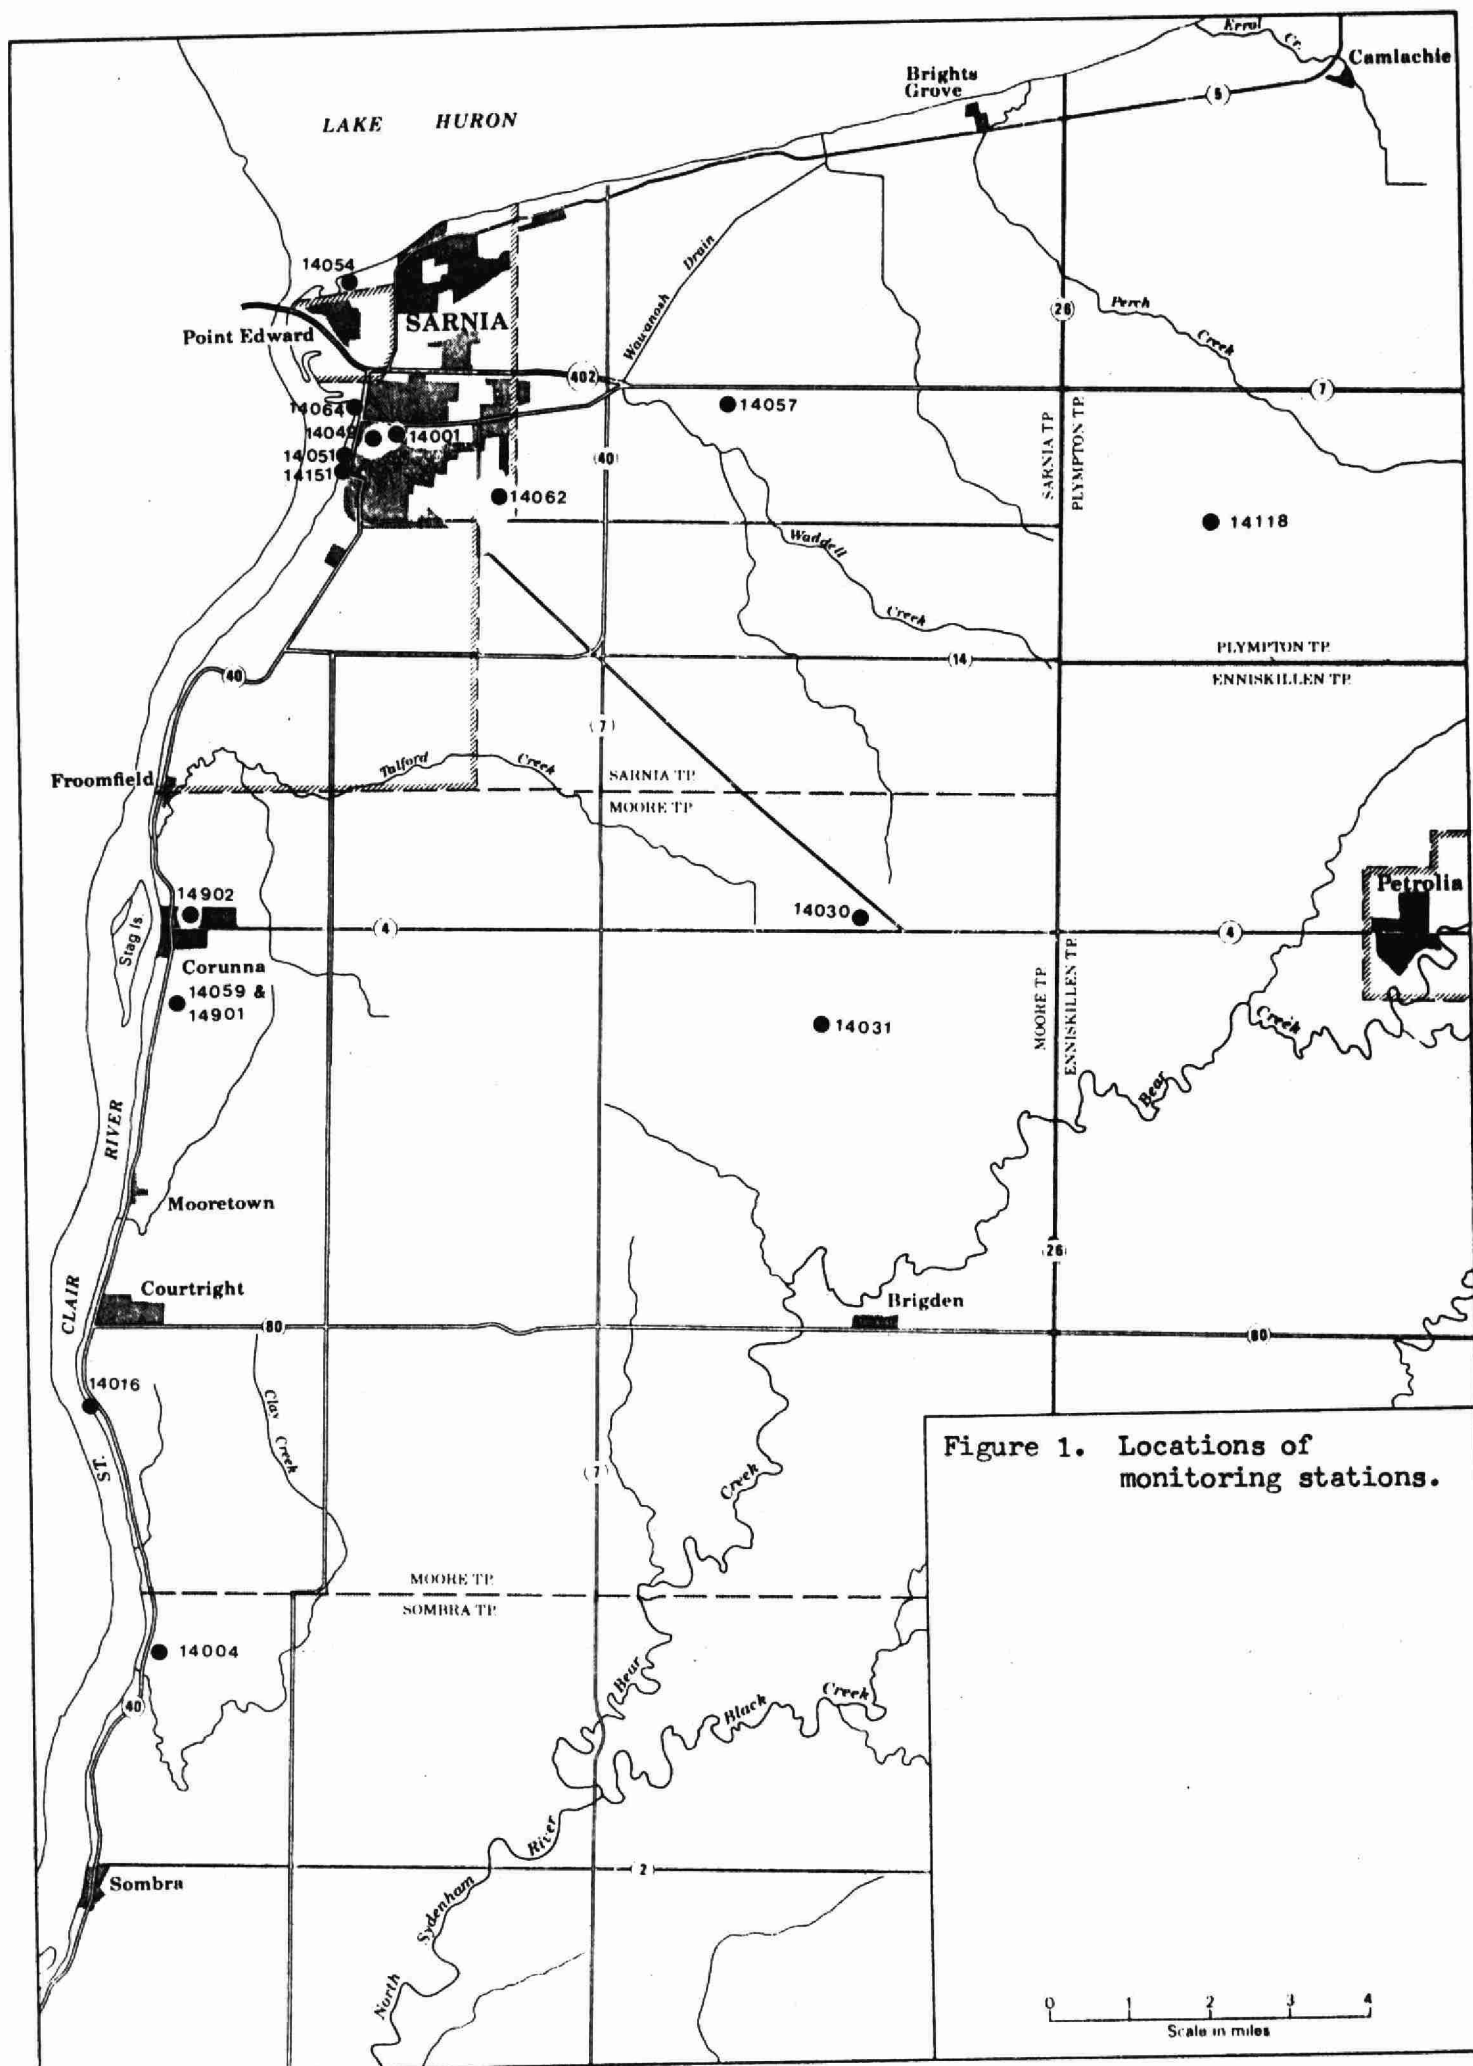 Errol
Cr.
Camlachie
Brights
Grove
(5)
LAKE HURON
Wawanosh Drain
14054
SARNIA
Point Edward
(26)
Perch
Creek
(402)
(7)
14064
14057
14049
14001
14051
14151
(40)
SARNIA TP.
PLYMPTON TP.
14062
14118
Waddell
Creek
PLYMPTON TP.
(14)
ENNISKILLEN TP.
(40)
(7)
Froomfield
Talford
Creek
SARNIA TP.
MOORE TP.
Petrolia
14902
14030
Stag Is.
(4)
(4)
Corunna
14059 &
14901
14031
MOORE TP.
ENNISKILLEN TP.
Creek
Bear
RIVER
Mooretown
(26)
CLAIR
Courtright
Brigden
(80)
(80)
14016
Clay
Creek
Figure 1. Locations of
monitoring stations.
ST.
(7)
Creek
MOORE TP.
SOMBRA TP.
14004
Bear
Black
Creek
(40)
River
(2)
Sombra
Sydenham
North
0 1 2 3 4
Scale in miles